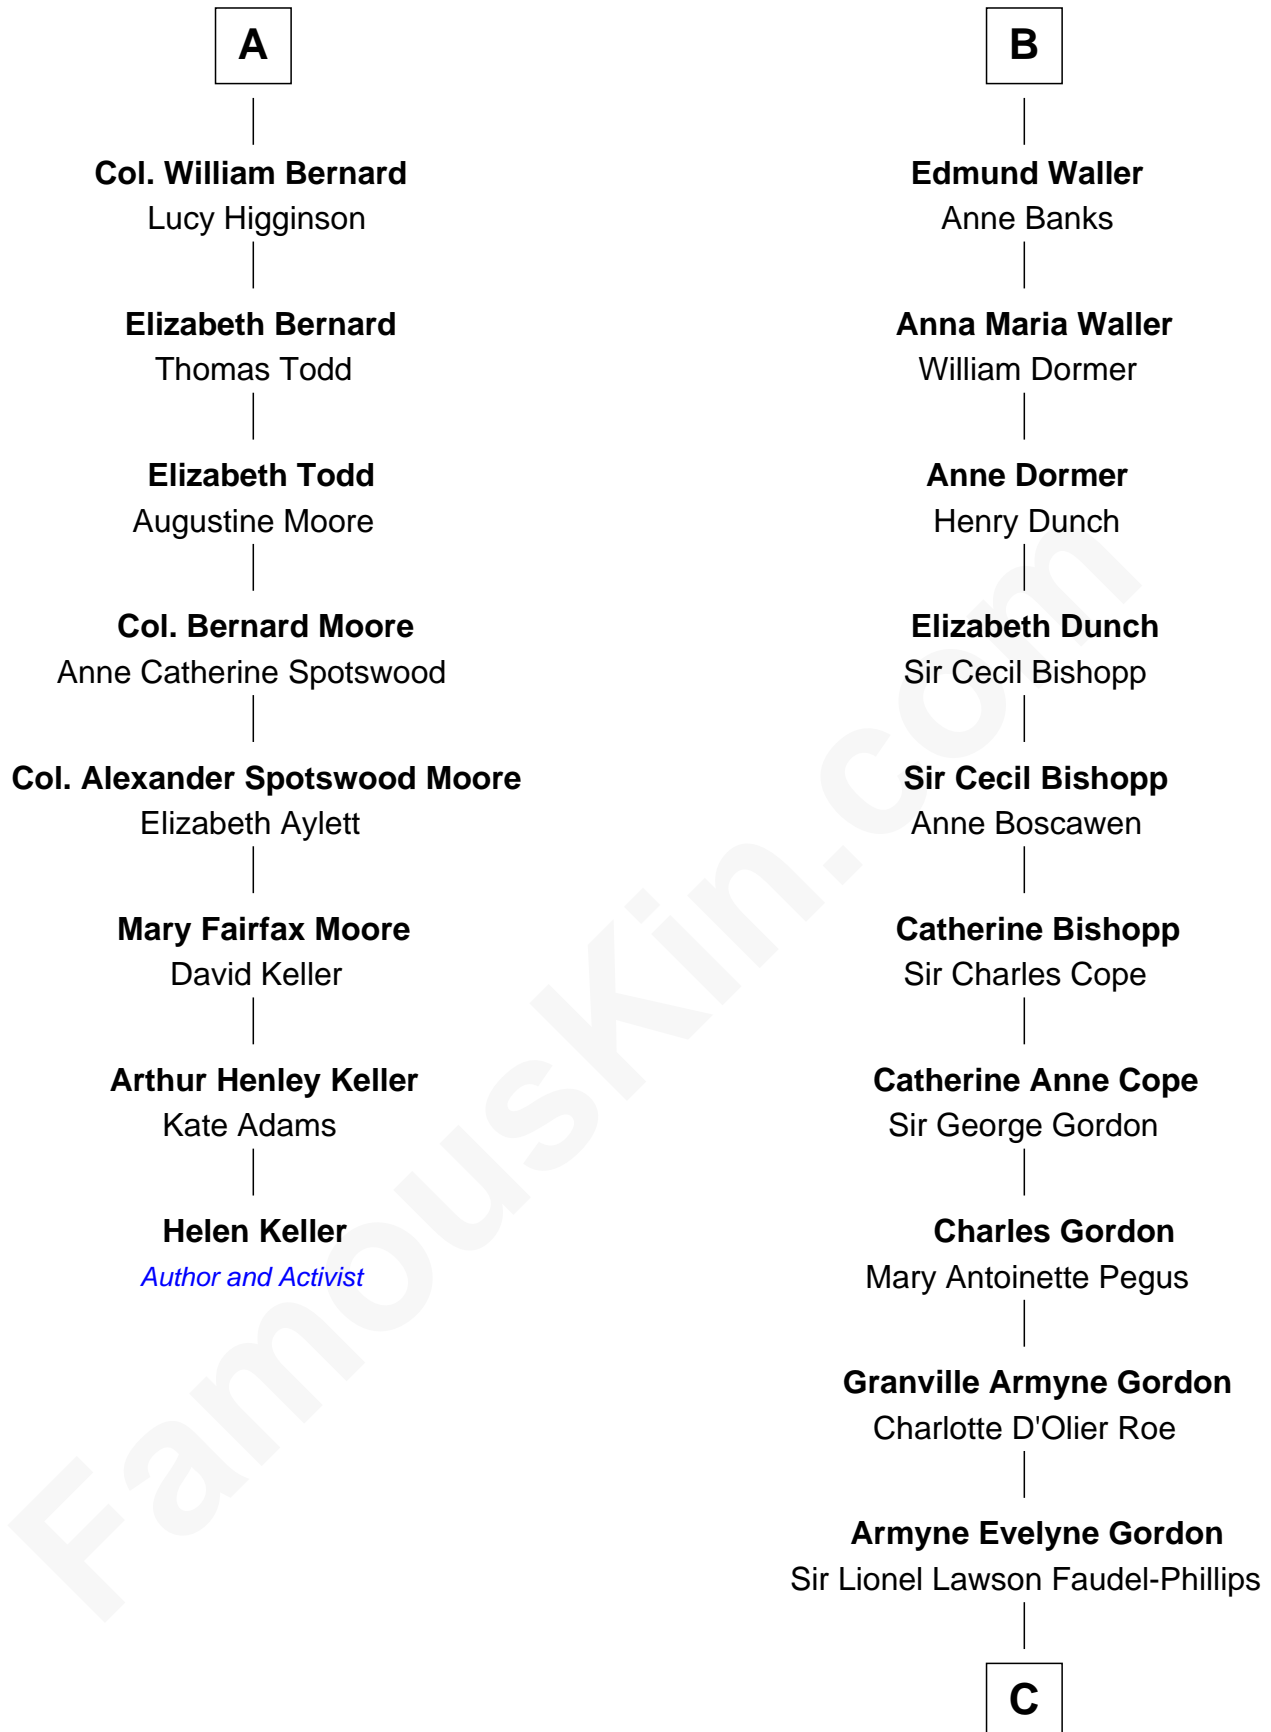 A
Col. William Bernard
Lucy Higginson
Elizabeth Bernard
Thomas Todd
Elizabeth Todd
Augustine Moore
Col. Bernard Moore
Anne Catherine Spotswood
Col. Alexander Spotswood Moore
Elizabeth Aylett
Mary Fairfax Moore
David Keller
Arthur Henley Keller
Kate Adams
Helen Keller
Author and Activist
B
Edmund Waller
Anne Banks
Anna Maria Waller
William Dormer
Anne Dormer
Henry Dunch
Elizabeth Dunch
Sir Cecil Bishopp
Sir Cecil Bishopp
Anne Boscawen
Catherine Bishopp
Sir Charles Cope
Catherine Anne Cope
Sir George Gordon
Charles Gordon
Mary Antoinette Pegus
Granville Armyne Gordon
Charlotte D'Olier Roe
Armyne Evelyne Gordon
Sir Lionel Lawson Faudel-Phillips
C
FamousKin.com